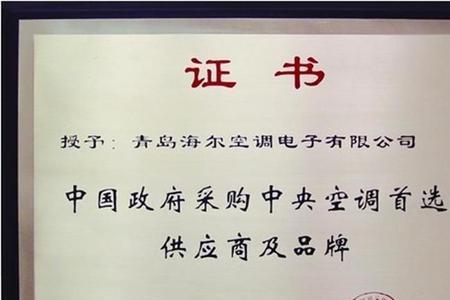 证书
授予：青岛海尔空调电子有限公司
中国政府采购中央空调首选
供应商及品牌